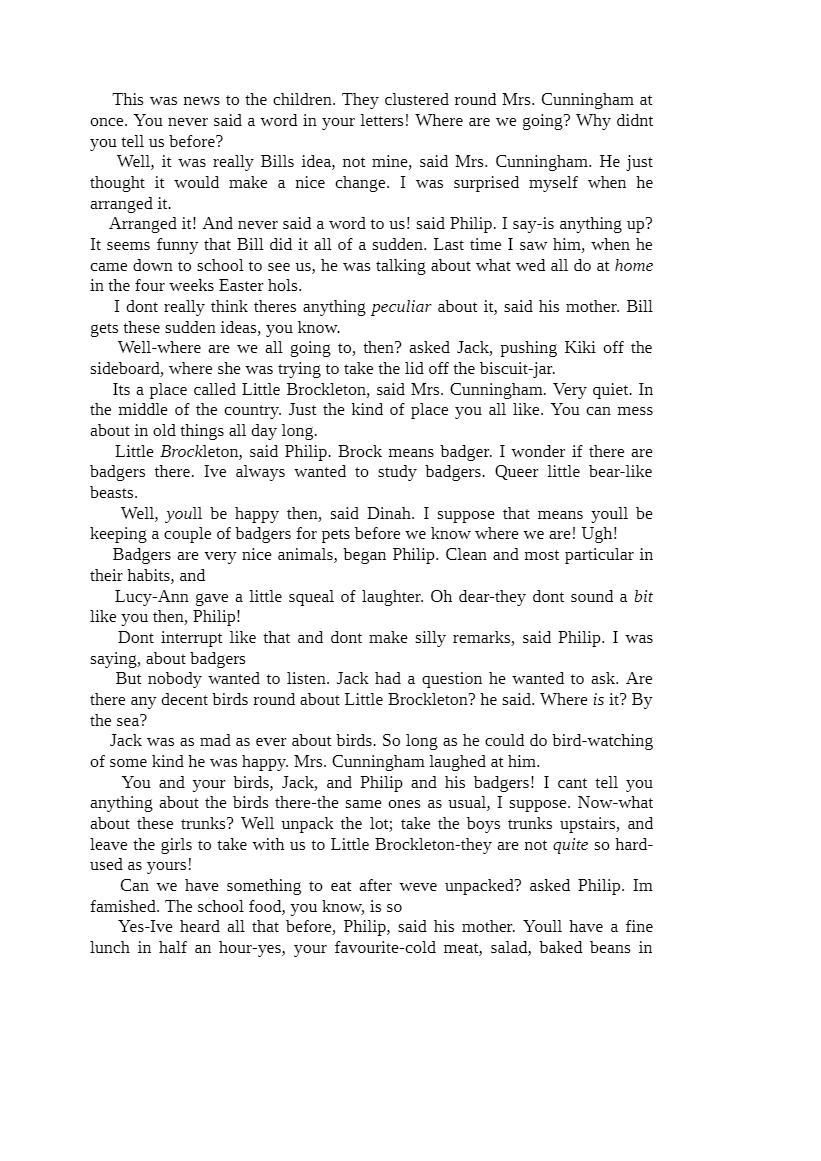 This was news to the children. They clustered round Mrs. Cunningham at
once. You never said a word in your letters! Where are we going? Why didnt
you tell us before?
Well, it was really Bills idea, not mine, said Mrs. Cunningham. He just
thought it would make a nice change. I was surprised myself when he
arranged it.
Arranged it! And never said a word to us! said Philip. I say-is anything up?
It seems funny that Bill did it all of a sudden. Last time I saw him, when he
came down to school to see us, he was talking about what wed all do at home
in the four weeks Easter hols.
I dont really think theres anything peculiar about it, said his mother. Bill
gets these sudden ideas, you know.
Well-where are we all going to, then? asked Jack, pushing Kiki off the
sideboard, where she was trying to take the lid off the biscuit-jar.
Its a place called Little Brockleton, said Mrs. Cunningham. Very quiet. In
the middle of the country. Just the kind of place you all like. You can mess
about in old things all day long.
Little Brockleton, said Philip. Brock means badger. I wonder if there are
badgers there. Ive always wanted to study badgers. Queer little bear-like
beasts.
Well, youll be happy then, said Dinah. I suppose that means youll be
keeping a couple of badgers for pets before we know where we are! Ugh!
Badgers are very nice animals, began Philip. Clean and most particular in
their habits, and
Lucy-Ann gave a little squeal of laughter. Oh dear-they dont sound a bit
like you then, Philip!
Dont interrupt like that and dont make silly remarks, said Philip. I was
saying, about badgers
But nobody wanted to listen. Jack had a question he wanted to ask. Are
there any decent birds round about Little Brockleton? he said. Where is it? By
the sea?
Jack was as mad as ever about birds. So long as he could do bird-watching
of some kind he was happy. Mrs. Cunningham laughed at him.
You and your birds, Jack, and Philip and his badgers! I cant tell you
anything about the birds there-the same ones as usual, I suppose. Now-what
about these trunks? Well unpack the lot; take the boys trunks upstairs, and
leave the girls to take with us to Little Brockleton-they are not quite so hard-
used as yours!
Can we have something to eat after weve unpacked? asked Philip. Im
famished. The school food, you know, is so
Yes-Ive heard all that before, Philip, said his mother. Youll have a fine
lunch in half an hour-yes, your favourite-cold meat, salad, baked beans in